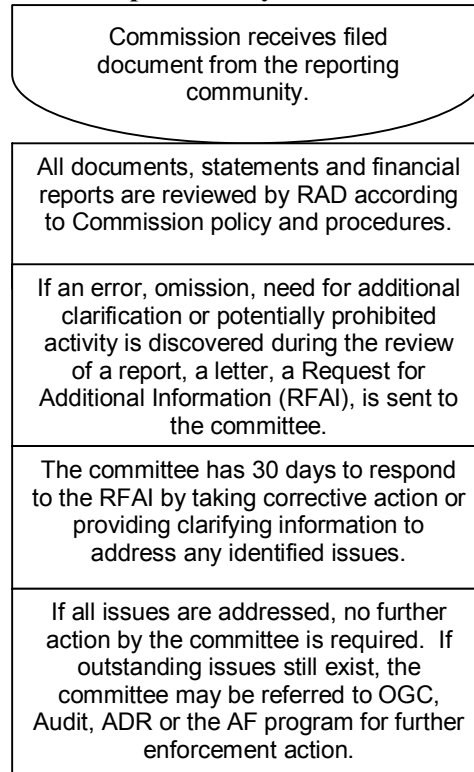 Commission receives filed
document from the reporting
community.
All documents, statements and financial
reports are reviewed by RAD according
to Commission policy and procedures.
If an error, omission, need for additional
clarification or potentially prohibited
activity is discovered during the review
of a report, a letter, a Request for
Additional Information (RFAI), is sent to
the committee.
The committee has 30 days to respond
to the RFAI by taking corrective action or
providing clarifying information to
address any identified issues.
If all issues are addressed, no further
action by the committee is required.  If
outstanding issues still exist, the
committee may be referred to OGC,
Audit, ADR or the AF program for further
enforcement action.